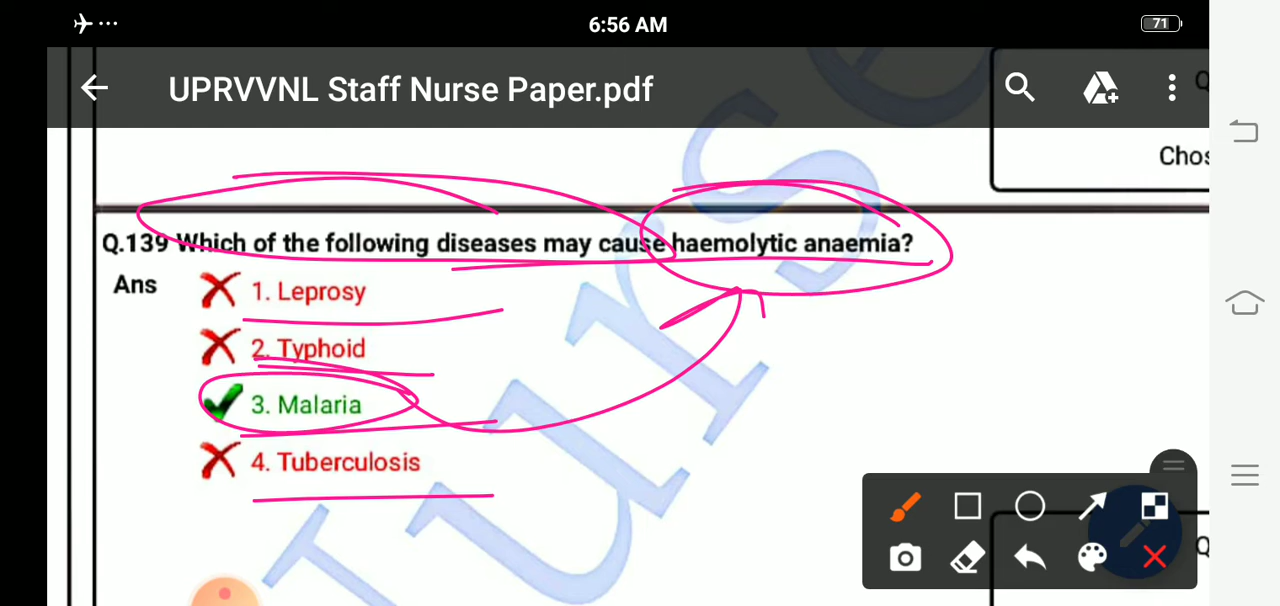 6:56 AM
71
UPRVVNL Staff Nurse Paper.pdf
Q
Chos
Q.139 Which of the following diseases may cause haemolytic anaemia?
Ans
1. Leprosy
2. Typhoid
3. Malaria
4. Tuberculosis
Q
Nurse